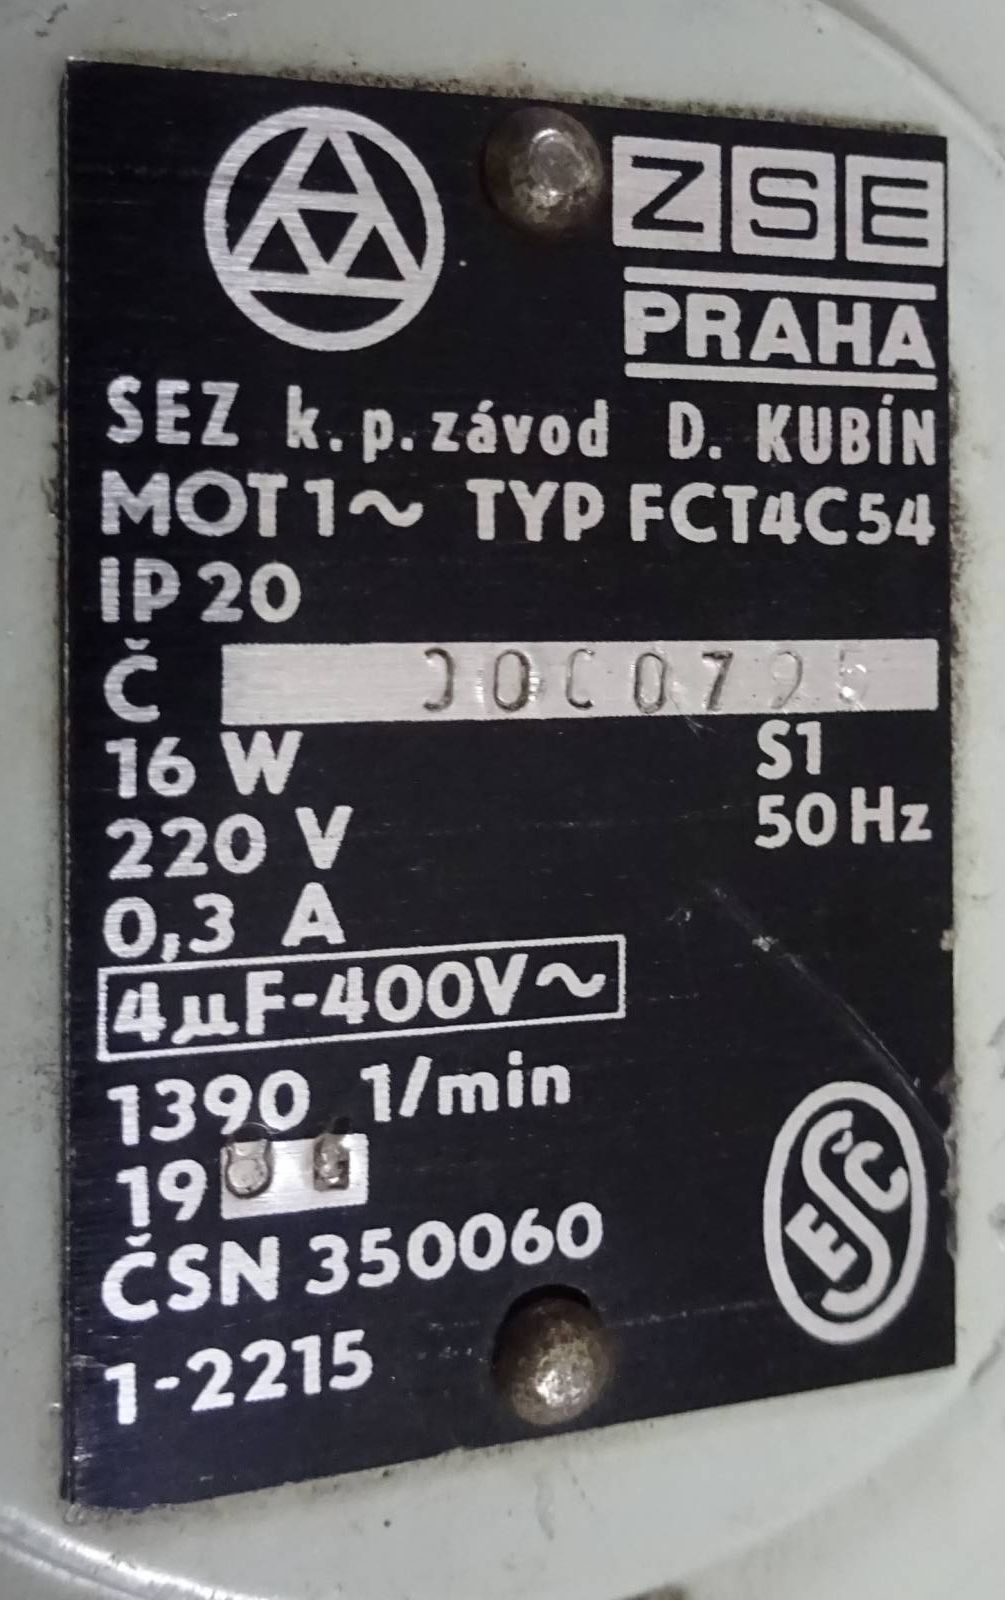 ZSE
PRAHA
SEZ k.p. závod D. KUBÍN
MOT 1~ TYP FCT4C54
IP 20
Č
16 W S1
220 V 50 Hz
0,3 A
4µF-400V~
1390 1/min
19
ČSN 350060
1-2215
ESČ